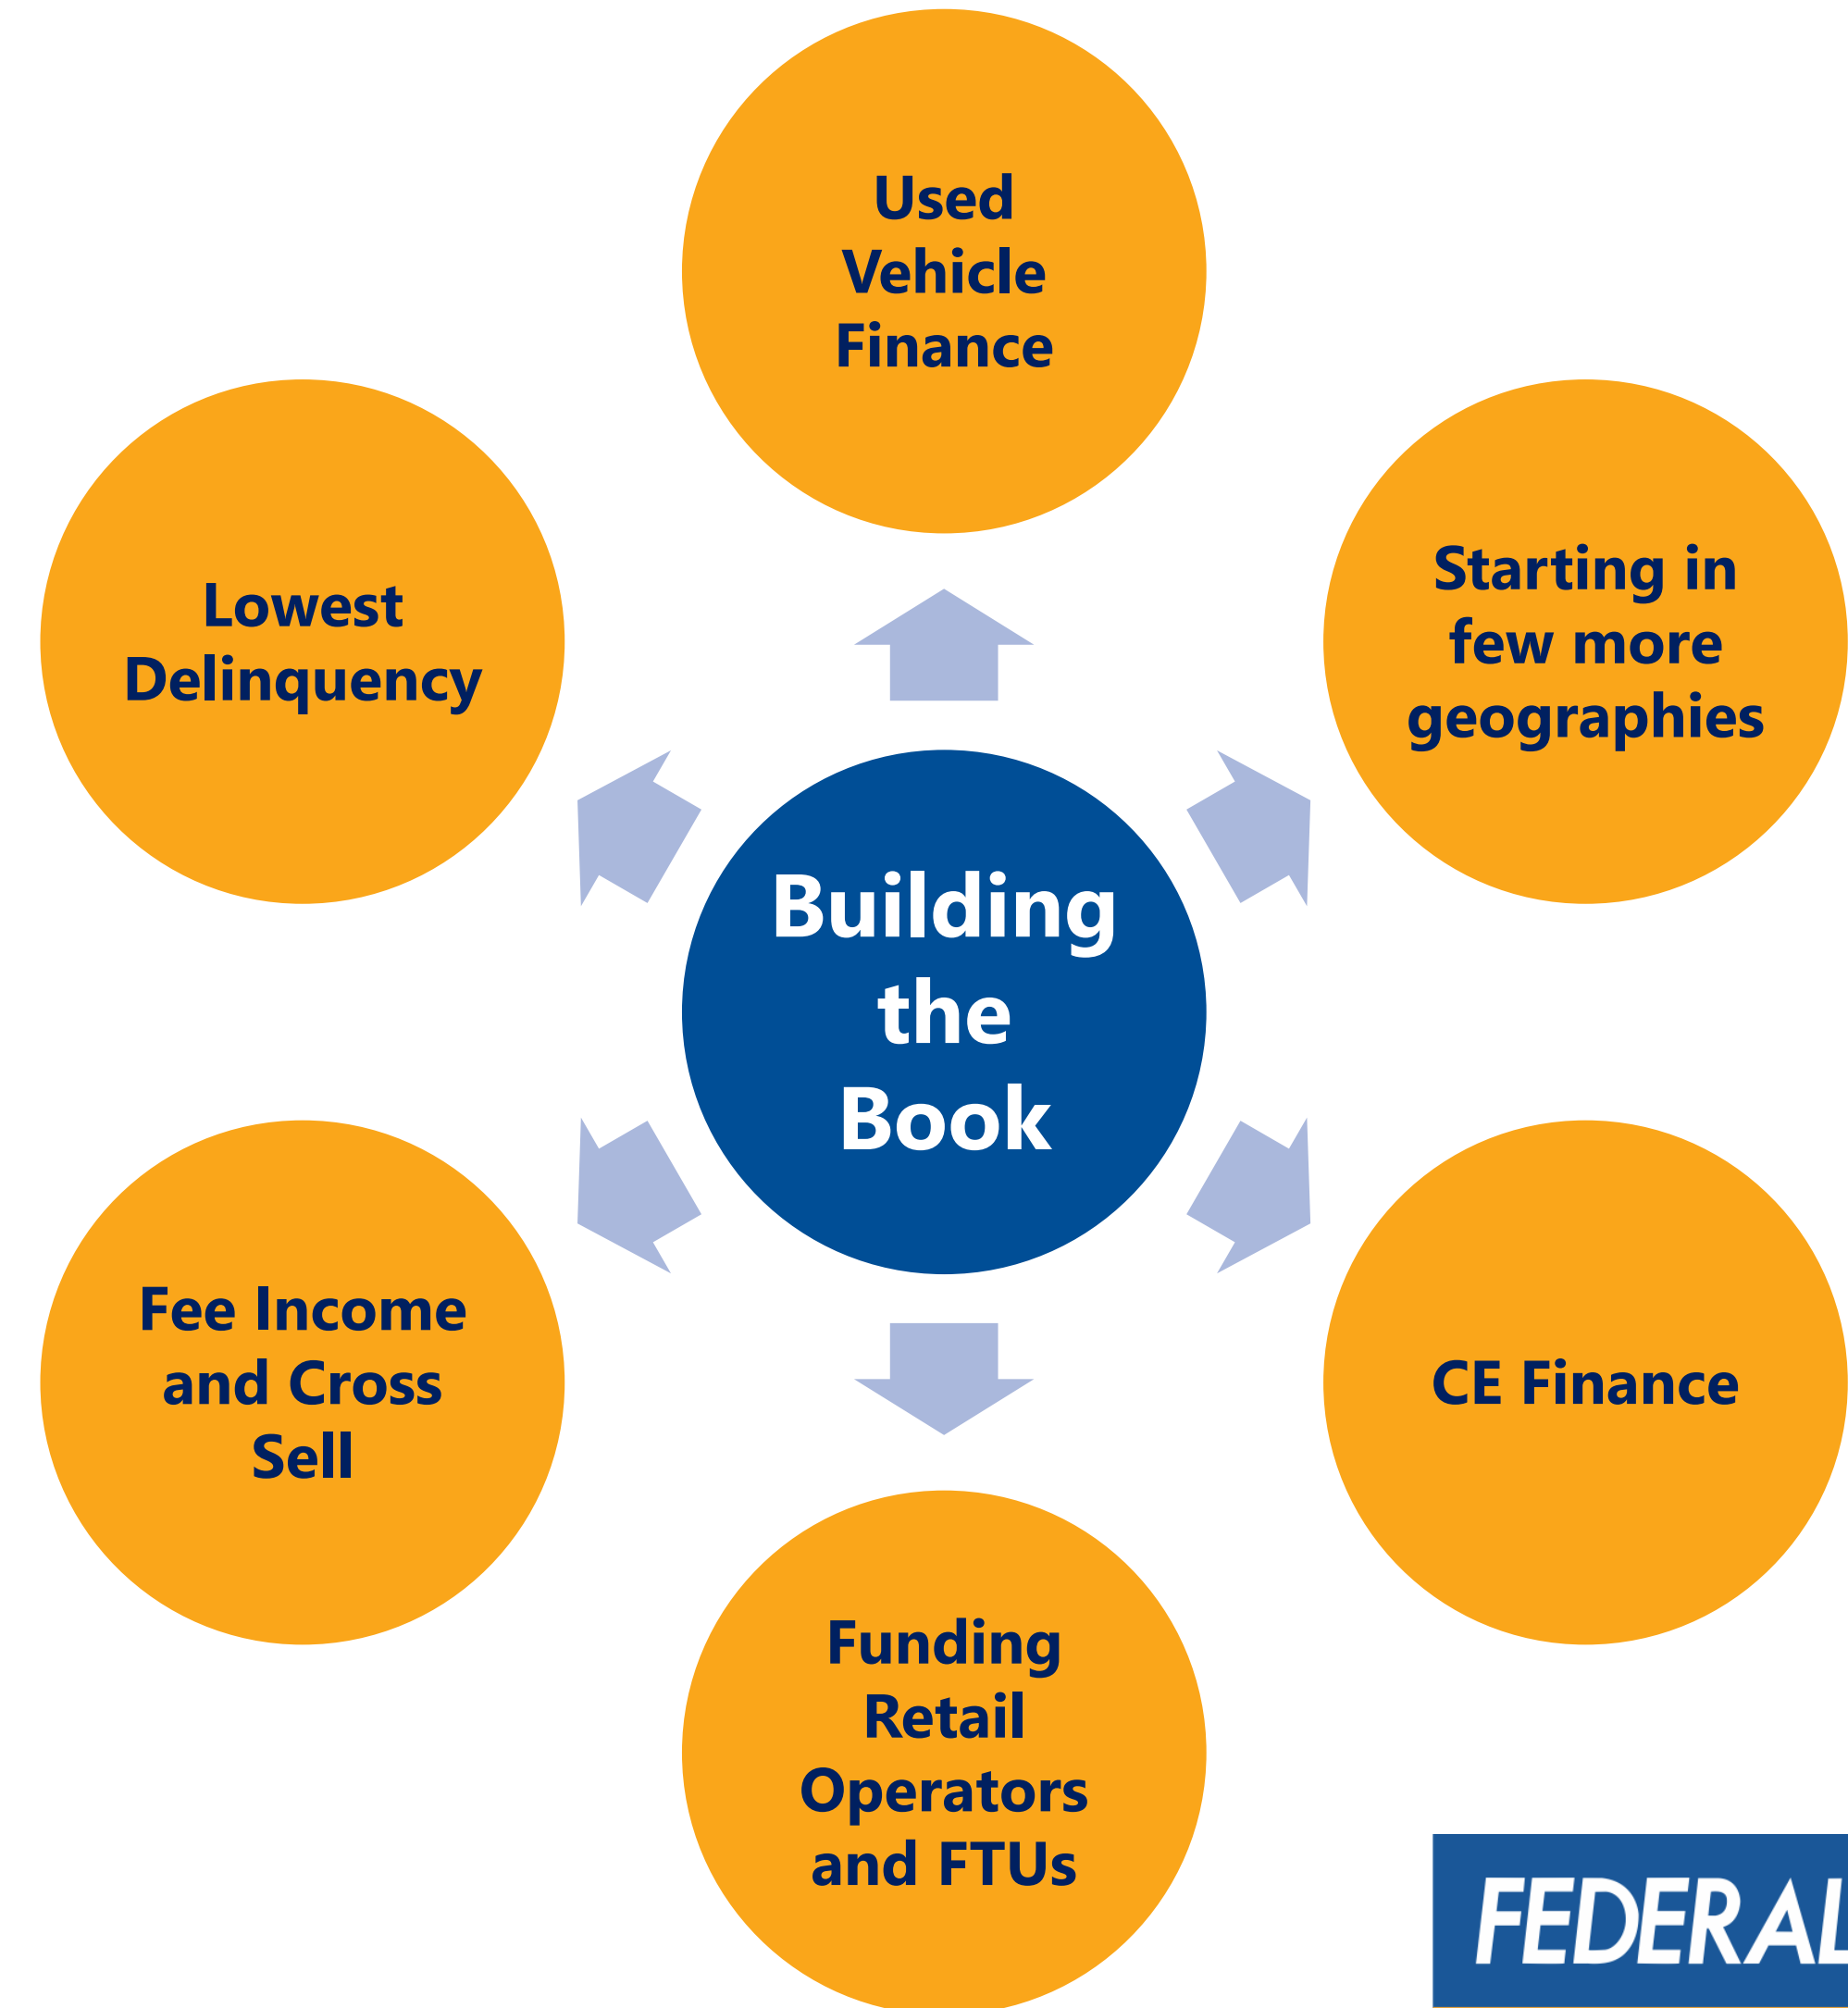 Used
Vehicle
Finance
Starting in
few more
geographies
Lowest
Delinquency
Building
the
Book
Fee Income
and Cross
Sell
CE Finance
Funding
Retail
Operators
and FTUs
FEDERAL